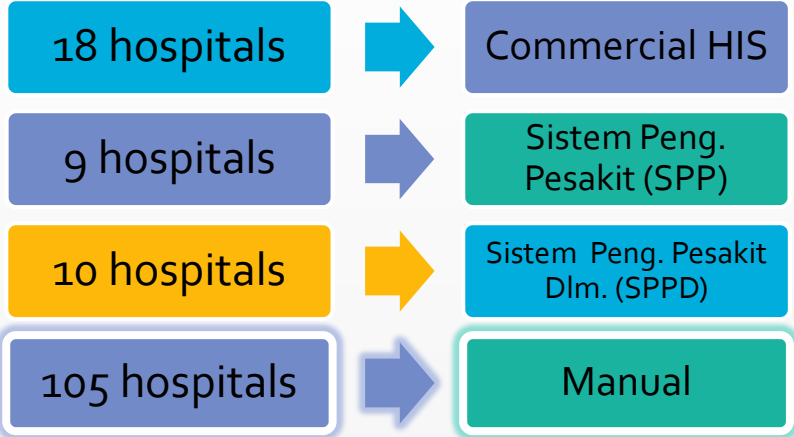 18 hospitals
Commercial HIS
9 hospitals
Sistem Peng.
Pesakit (SPP)
10 hospitals
Sistem Peng. Pesakit
Dlm. (SPPD)
105 hospitals
Manual